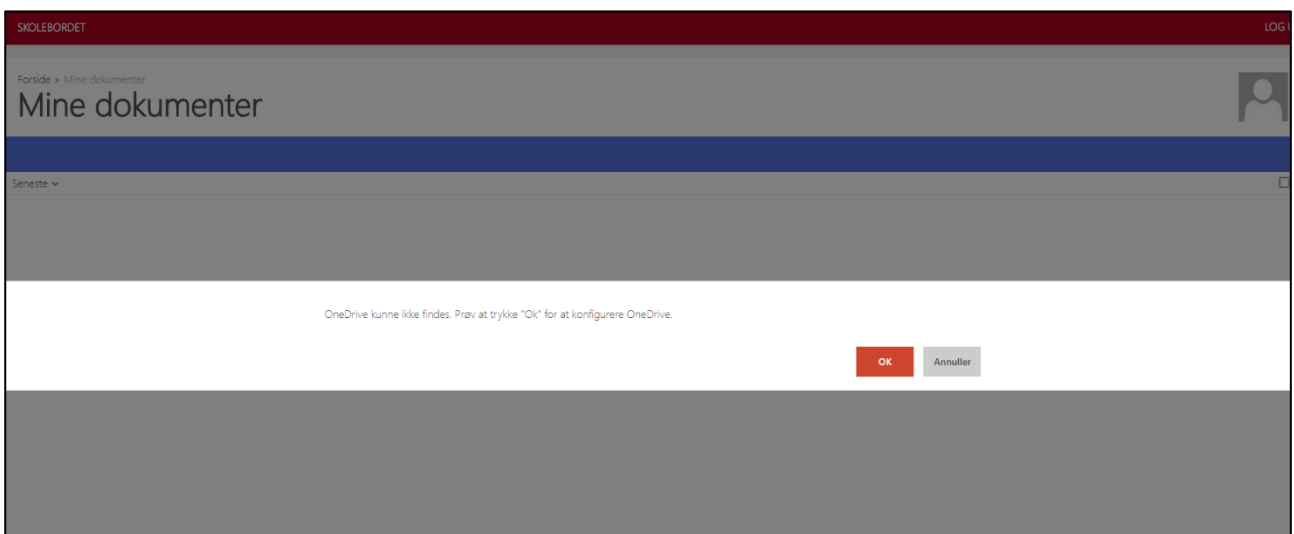 SKOLEBORDET
LOG
Forside > Mine dokumenter
Mine dokumenter
Seneste
OneDrive kunne ikke findes. Prøv at trykke "Ok" for at konfigurere OneDrive.
OK Annuller